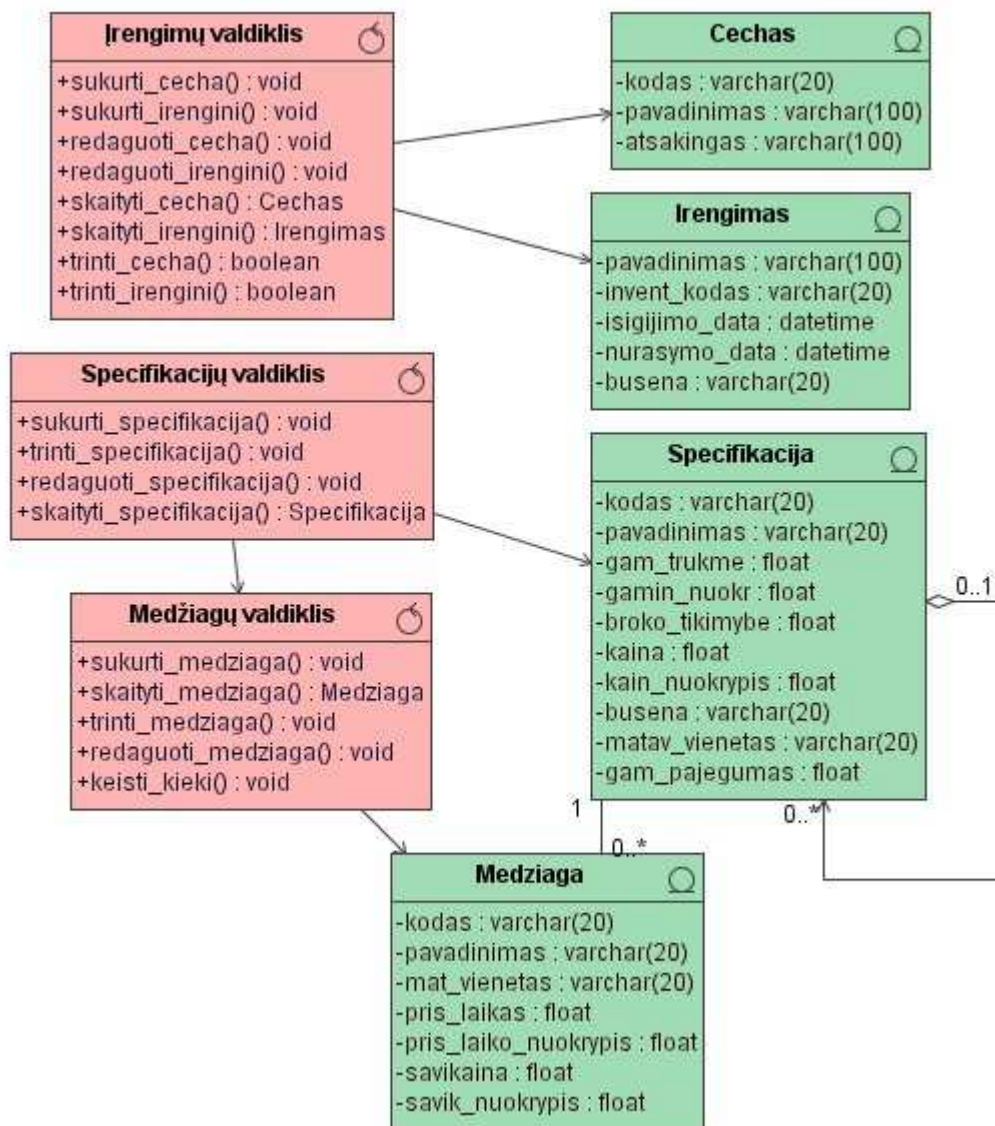 Įrengimų valdiklis
+sukurti_cecha() : void
+sukurti_irengini() : void
+redaguoti_cecha() : void
+redaguoti_irengini() : void
+skaityti_cecha() : Cechas
+skaityti_irengini() : Irengimas
+trinti_cecha() : boolean
+trinti_irengini() : boolean
Cechas
-kodas : varchar(20)
-pavadinimas : varchar(100)
-atsakingas : varchar(100)
Irengimas
-pavadinimas : varchar(100)
-invent_kodas : varchar(20)
-isigijimo_data : datetime
-nurasymo_data : datetime
-busena : varchar(20)
Specifikacijų valdiklis
+sukurti_specifikacija() : void
+trinti_specifikacija() : void
+redaguoti_specifikacija() : void
+skaityti_specifikacija() : Specifikacija
Specifikacija
-kodas : varchar(20)
-pavadinimas : varchar(20)
-gam_trukme : float
-gamin_nuokr : float
-broko_tikimybe : float
-kaina : float
-kain_nuokrypis : float
-busena : varchar(20)
-matav_vienetas : varchar(20)
-gam_pajegumas : float
0..1
Medžiagų valdiklis
+sukurti_medziaga() : void
+skaityti_medziaga() : Medziaga
+trinti_medziaga() : void
+redaguoti_medziaga() : void
+keisti_kieki() : void
1
0..*
0..*
Medziaga
-kodas : varchar(20)
-pavadinimas : varchar(20)
-mat_vienetas : varchar(20)
-pris_laikas : float
-pris_laiko_nuokrypis : float
-savikaina : float
-savik_nuokrypis : float